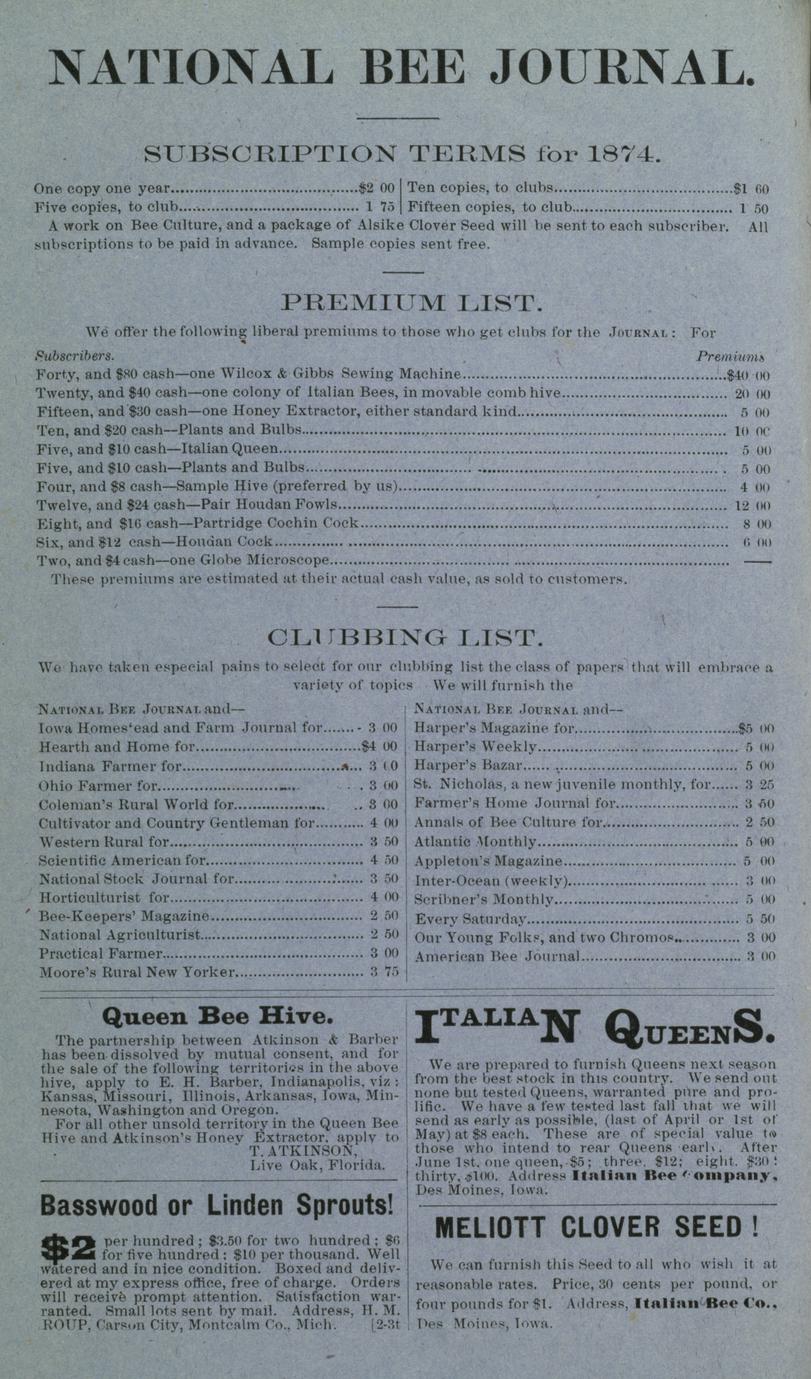 NATIONAL BEE JOURNAL.
SUBSCRIPTION TERMS for 1874.
One copy one year........$2 00
Five copies, to club........ 1 75
Ten copies, to clubs........$1 60
Fifteen copies, to club........ 1 50
A work on Bee Culture, and a package of Alsike Clover Seed will be sent to each subscriber. All
subscriptions to be paid in advance. Sample copies sent free.
PREMIUM LIST.
We offer the following liberal premiums to those who get clubs for the JOURNAL: For
Subscribers. Premiums
Forty, and $80 cash—one Wilcox & Gibbs Sewing Machine........$40 00
Twenty, and $40 cash—one colony of Italian Bees, in movable comb hive........ 20 00
Fifteen, and $30 cash—one Honey Extractor, either standard kind........ 5 00
Ten, and $20 cash—Plants and Bulbs........ 10 00
Five, and $10 cash—Italian Queen........ 5 00
Five, and $10 cash—Plants and Bulbs........ 5 00
Four, and $8 cash—Sample Hive (preferred by us)........ 4 00
Twelve, and $24 cash—Pair Houdan Fowls........ 12 00
Eight, and $16 cash—Partridge Cochin Cock........ 8 00
Six, and $12 cash—Houdan Cock........ 6 00
Two, and $4 cash—one Globe Microscope........ ——
These premiums are estimated at their actual cash value, as sold to customers.
CLUBBING LIST.
We have taken especial pains to select for our clubbing list the class of papers that will embrace a
variety of topics We will furnish the
NATIONAL BEE JOURNAL and—
Iowa Homes'ead and Farm Journal for........ 3 00
Hearth and Home for........$4 00
Indiana Farmer for........ 3 00
Ohio Farmer for........ 3 00
Coleman's Rural World for........ 3 00
Cultivator and Country Gentleman for........ 4 00
Western Rural for........ 3 50
Scientific American for........ 4 50
National Stock Journal for........ 3 50
Horticulturist for........ 4 00
Bee-Keepers' Magazine........ 2 50
National Agriculturist........ 2 50
Practical Farmer........ 3 00
Moore's Rural New Yorker........ 3 75
NATIONAL BEE JOURNAL and—
Harper's Magazine for........$5 00
Harper's Weekly........ 5 00
Harper's Bazar........ 5 00
St. Nicholas, a new juvenile monthly, for...... 3 25
Farmer's Home Journal for........ 3 50
Annals of Bee Culture for........ 2 50
Atlantic Monthly........ 5 00
Appleton's Magazine........ 5 00
Inter-Ocean (weekly)........ 3 00
Scribner's Monthly........ 5 00
Every Saturday........ 5 50
Our Young Folks, and two Chromos........ 3 00
American Bee Journal........ 3 00
Queen Bee Hive.
The partnership between Atkinson & Barber
has been dissolved by mutual consent, and for
the sale of the following territories in the above
hive, apply to E. H. Barber, Indianapolis, viz:
Kansas, Missouri, Illinois, Arkansas, Iowa, Min-
nesota, Washington and Oregon.
For all other unsold territory in the Queen Bee
Hive and Atkinson's Honey Extractor, apply to
T. ATKINSON,
Live Oak, Florida.
Basswood or Linden Sprouts!
$2 per hundred; $3.50 for two hundred; $6
for five hundred; $10 per thousand. Well
watered and in nice condition. Boxed and deliv-
ered at my express office, free of charge. Orders
will receive prompt attention. Satisfaction war-
ranted. Small lots sent by mail. Address, H. M.
ROUP, Carson City, Montcalm Co., Mich. [2-3t
ITALIAN QUEENS.
We are prepared to furnish Queens next season
from the best stock in this country. We send out
none but tested Queens, warranted pure and pro-
lific. We have a few tested last fall that we will
send as early as possible, (last of April or 1st of
May) at $8 each. These are of special value to
those who intend to rear Queens early. After
June 1st, one queen, $5; three, $12; eight, $30;
thirty, $100. Address Italian Bee Company,
Des Moines, Iowa.
MELIOTT CLOVER SEED!
We can furnish this Seed to all who wish it at
reasonable rates. Price, 30 cents per pound, or
four pounds for $1. Address, Italian Bee Co.,
Des Moines, Iowa.